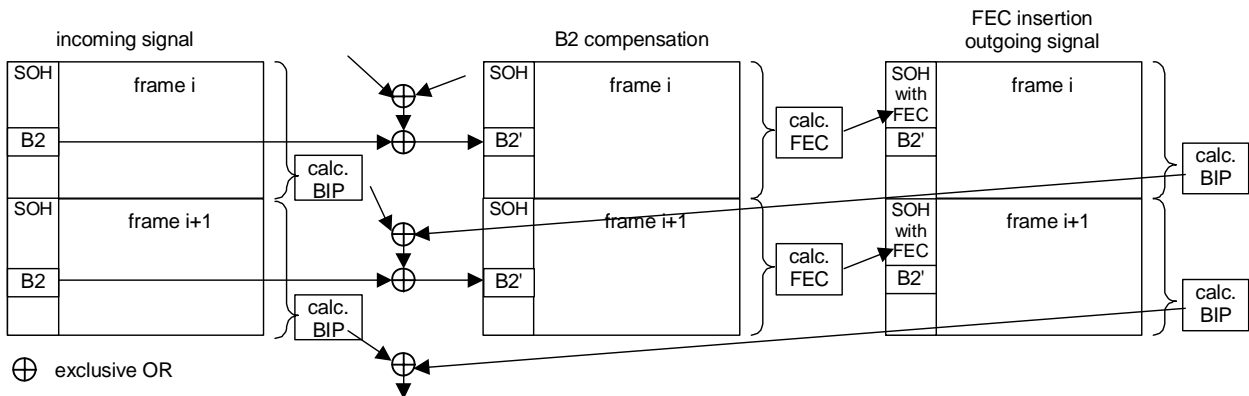 incoming signal
B2 compensation
FEC insertion
outgoing signal
SOH
frame i
B2
calc.
BIP
SOH
frame i+1
B2
calc.
BIP
SOH
frame i
B2'
calc.
FEC
SOH
frame i+1
B2'
calc.
FEC
SOH
with
FEC
frame i
B2'
calc.
BIP
SOH
with
FEC
frame i+1
B2'
calc.
BIP
exclusive OR